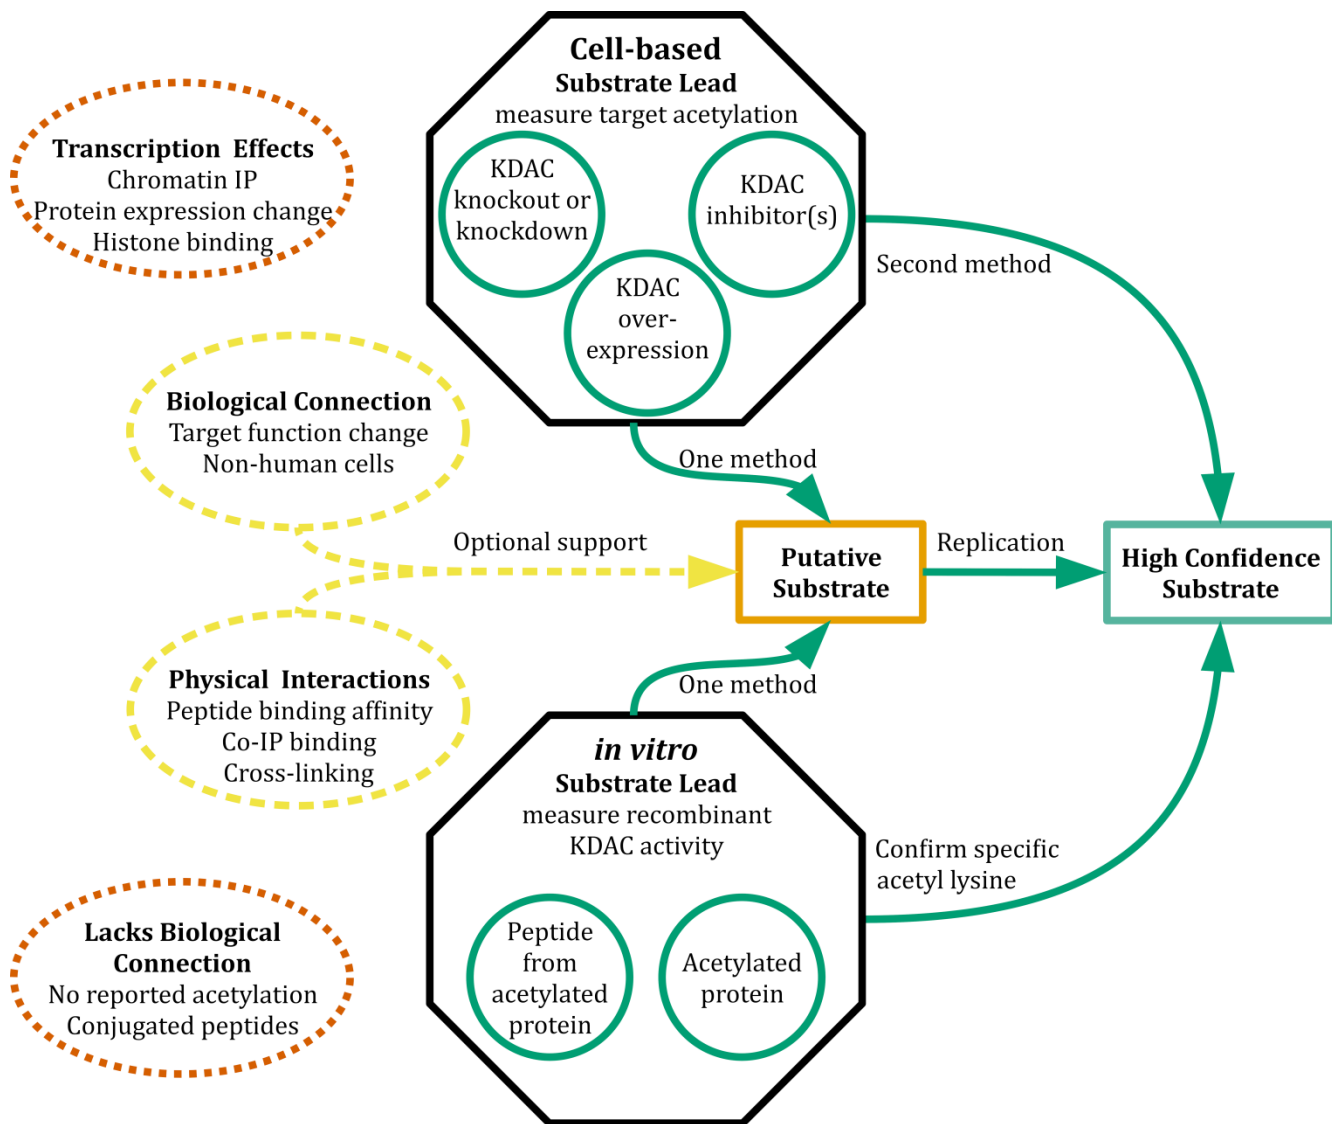 Cell-based
Substrate Lead
measure target acetylation
KDAC
knockout or
knockdown
KDAC
inhibitor(s)
KDAC
over-
expression
Transcription Effects
Chromatin IP
Protein expression change
Histone binding
Second method
Biological Connection
Target function change
Non-human cells
One method
Optional support
Putative
Substrate
Replication
High Confidence
Substrate
Physical Interactions
Peptide binding affinity
Co-IP binding
Cross-linking
One method
in vitro
Substrate Lead
measure recombinant
KDAC activity
Peptide
from
acetylated
protein
Acetylated
protein
Confirm specific
acetyl lysine
Lacks Biological
Connection
No reported acetylation
Conjugated peptides